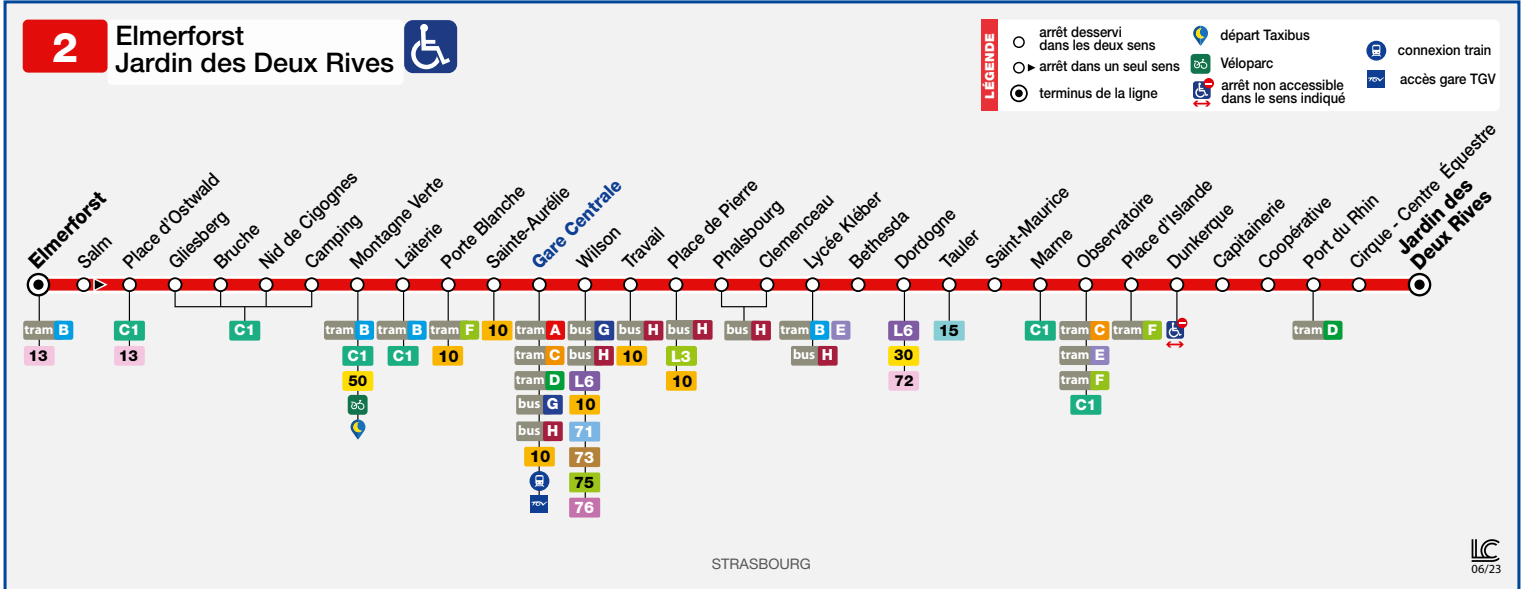 2
Elmerforst
Jardin des Deux Rives
LÉGENDE
arrêt desservi
dans les deux sens
arrêt dans un seul sens
terminus de la ligne
départ Taxibus
Véloparc
arrêt non accessible
dans le sens indiqué
connexion train
TGV
accès gare TGV
Elmerforst
Salm
Place d'Ostwald
Gliesberg
Bruche
Nid de Cigognes
Camping
Montagne Verte
Laiterie
Porte Blanche
Sainte-Aurélie
Gare Centrale
Wilson
Travail
Place de Pierre
Phalsbourg
Clemenceau
Lycée Kléber
Bethesda
Dordogne
Tauler
Saint-Maurice
Marne
Observatoire
Place d'Islande
Dunkerque
Capitainerie
Coopérative
Port du Rhin
Cirque - Centre Équestre
Jardin des
Deux Rives
tram B
13
C1
13
C1
tram B
C1
50
tram B
C1
tram F
10
10
tram A
tram C
tram D
bus G
bus H
10
TGV
bus G
bus H
L6
10
71
73
75
76
bus H
10
bus H
L3
10
bus H
tram B E
bus H
L6
30
72
15
C1
tram C
tram E
tram F
C1
tram F
tram D
STRASBOURG
LC
06/23